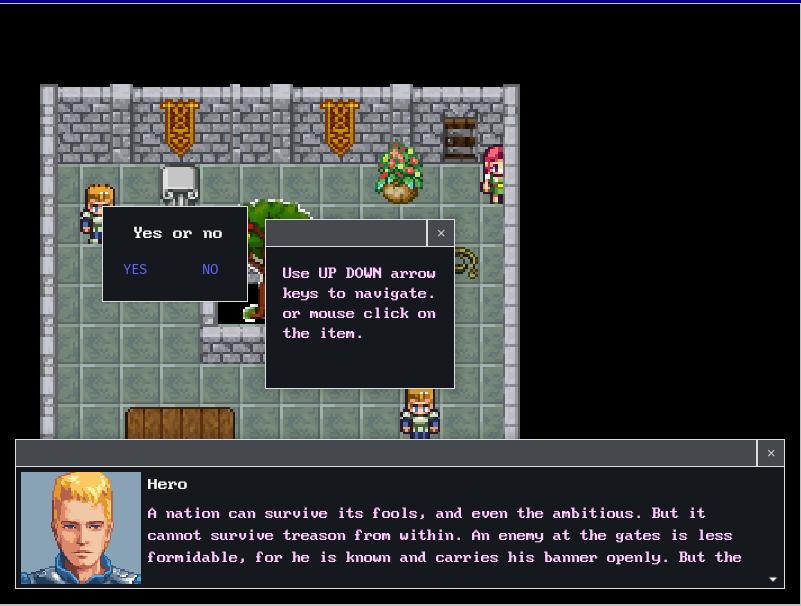 Yes or no
YES NO
Use UP DOWN arrow
keys to navigate.
or mouse click on
the item.
Hero
A nation can survive its fools, and even the ambitious. But it
cannot survive treason from within. An enemy at the gates is less
formidable, for he is known and carries his banner openly. But the